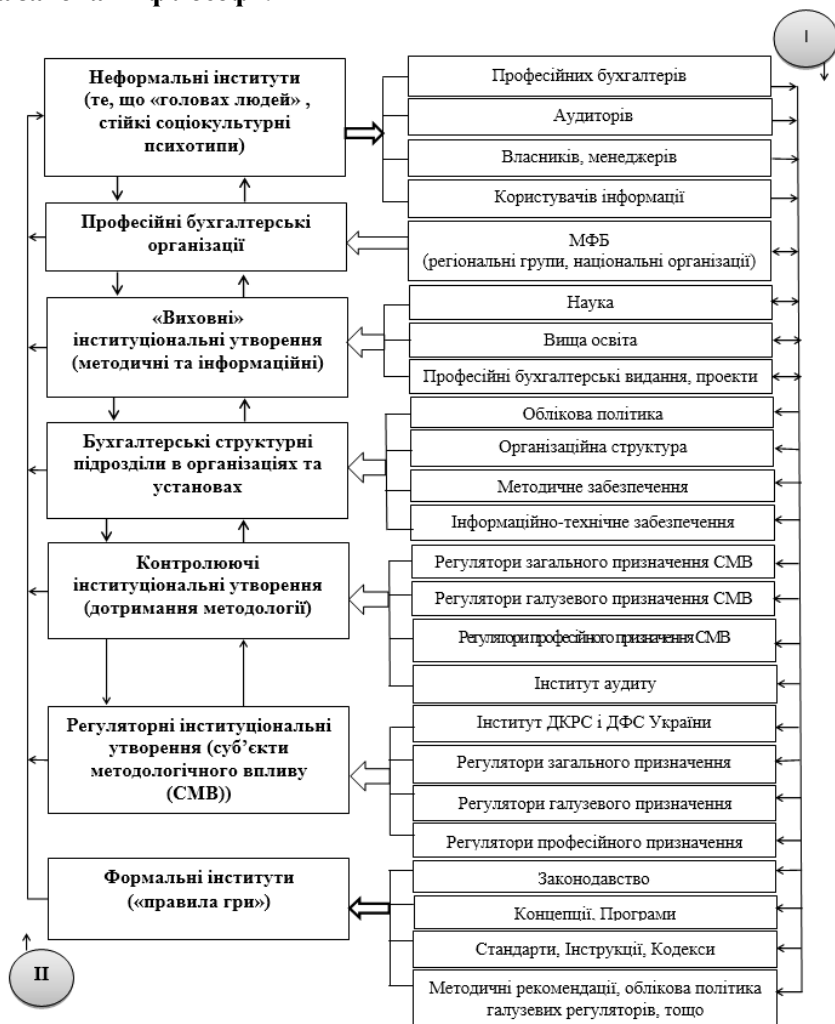 I
Неформальні інститути
(те, що «головах людей» ,
стійкі соціокультурні
психотипи)
Професійних бухгалтерів
Аудиторів
Власників, менеджерів
Користувачів інформації
Професійні бухгалтерські
організації
МФБ
(регіональні групи, національні організації)
«Виховні»
інституціональні утворення
(методичні та інформаційні)
Наука
Вища освіта
Професійні бухгалтерські видання, проекти
Бухгалтерські структурні
підрозділи в організаціях та
установах
Облікова політика
Організаційна структура
Методичне забезпечення
Інформаційно-технічне забезпечення
Контролюючі
інституціональні утворення
(дотримання методології)
Регулятори загального призначення СМВ
Регулятори галузевого призначення СМВ
Регулятори професійного призначення СМВ
Інститут аудиту
Регуляторні інституціональні
утворення (суб’єкти
методологічного впливу
(СМВ))
Інститут ДКРС і ДФС України
Регулятори загального призначення
Регулятори галузевого призначення
Регулятори професійного призначення
Формальні інститути
(«правила гри»)
Законодавство
Концепції, Програми
Стандарти, Інструкції, Кодекси
Методичні рекомендації, облікова політика
галузевих регуляторів, тощо
II